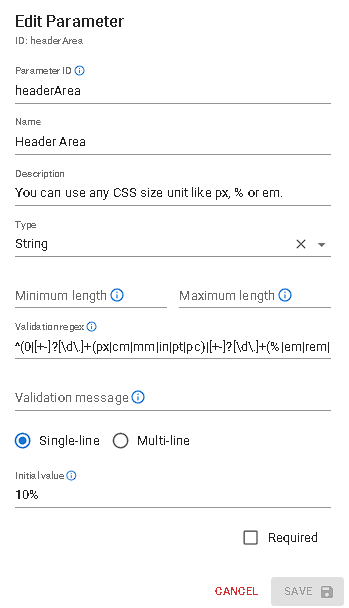 Edit Parameter
ID: headerArea
Parameter ID
headerArea
Name
Header Area
Description
You can use any CSS size unit like px, % or em.
Type
String
Minimum length Maximum length
Validation regex
^(0|[+-]?[\d\.]+(px|cm|mm|in|pt|pc)|[+-]?[\d\.]+(%|em|rem|
Validation message
Single-line Multi-line
Initial value
10%
Required
CANCEL SAVE